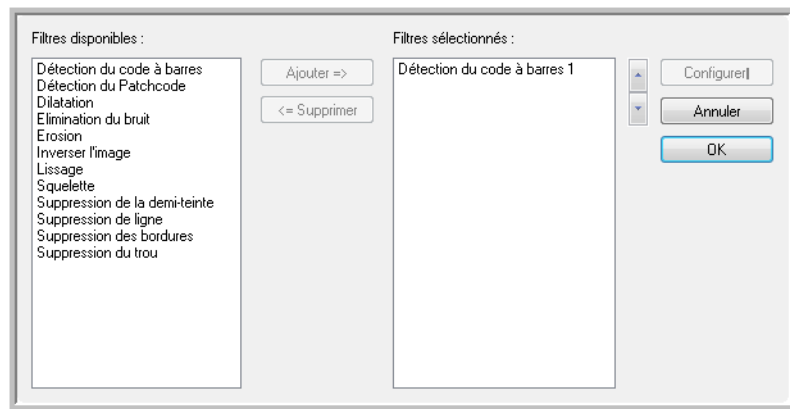 Filtres disponibles :
Détection du code à barres
Détection du Patchcode
Dilatation
Elimination du bruit
Erosion
Inverser l'image
Lissage
Squelette
Suppression de la demi-teinte
Suppression de ligne
Suppression des bordures
Suppression du trou
Ajouter =>
<= Supprimer
Filtres sélectionnés :
Détection du code à barres 1
Configurer
Annuler
OK